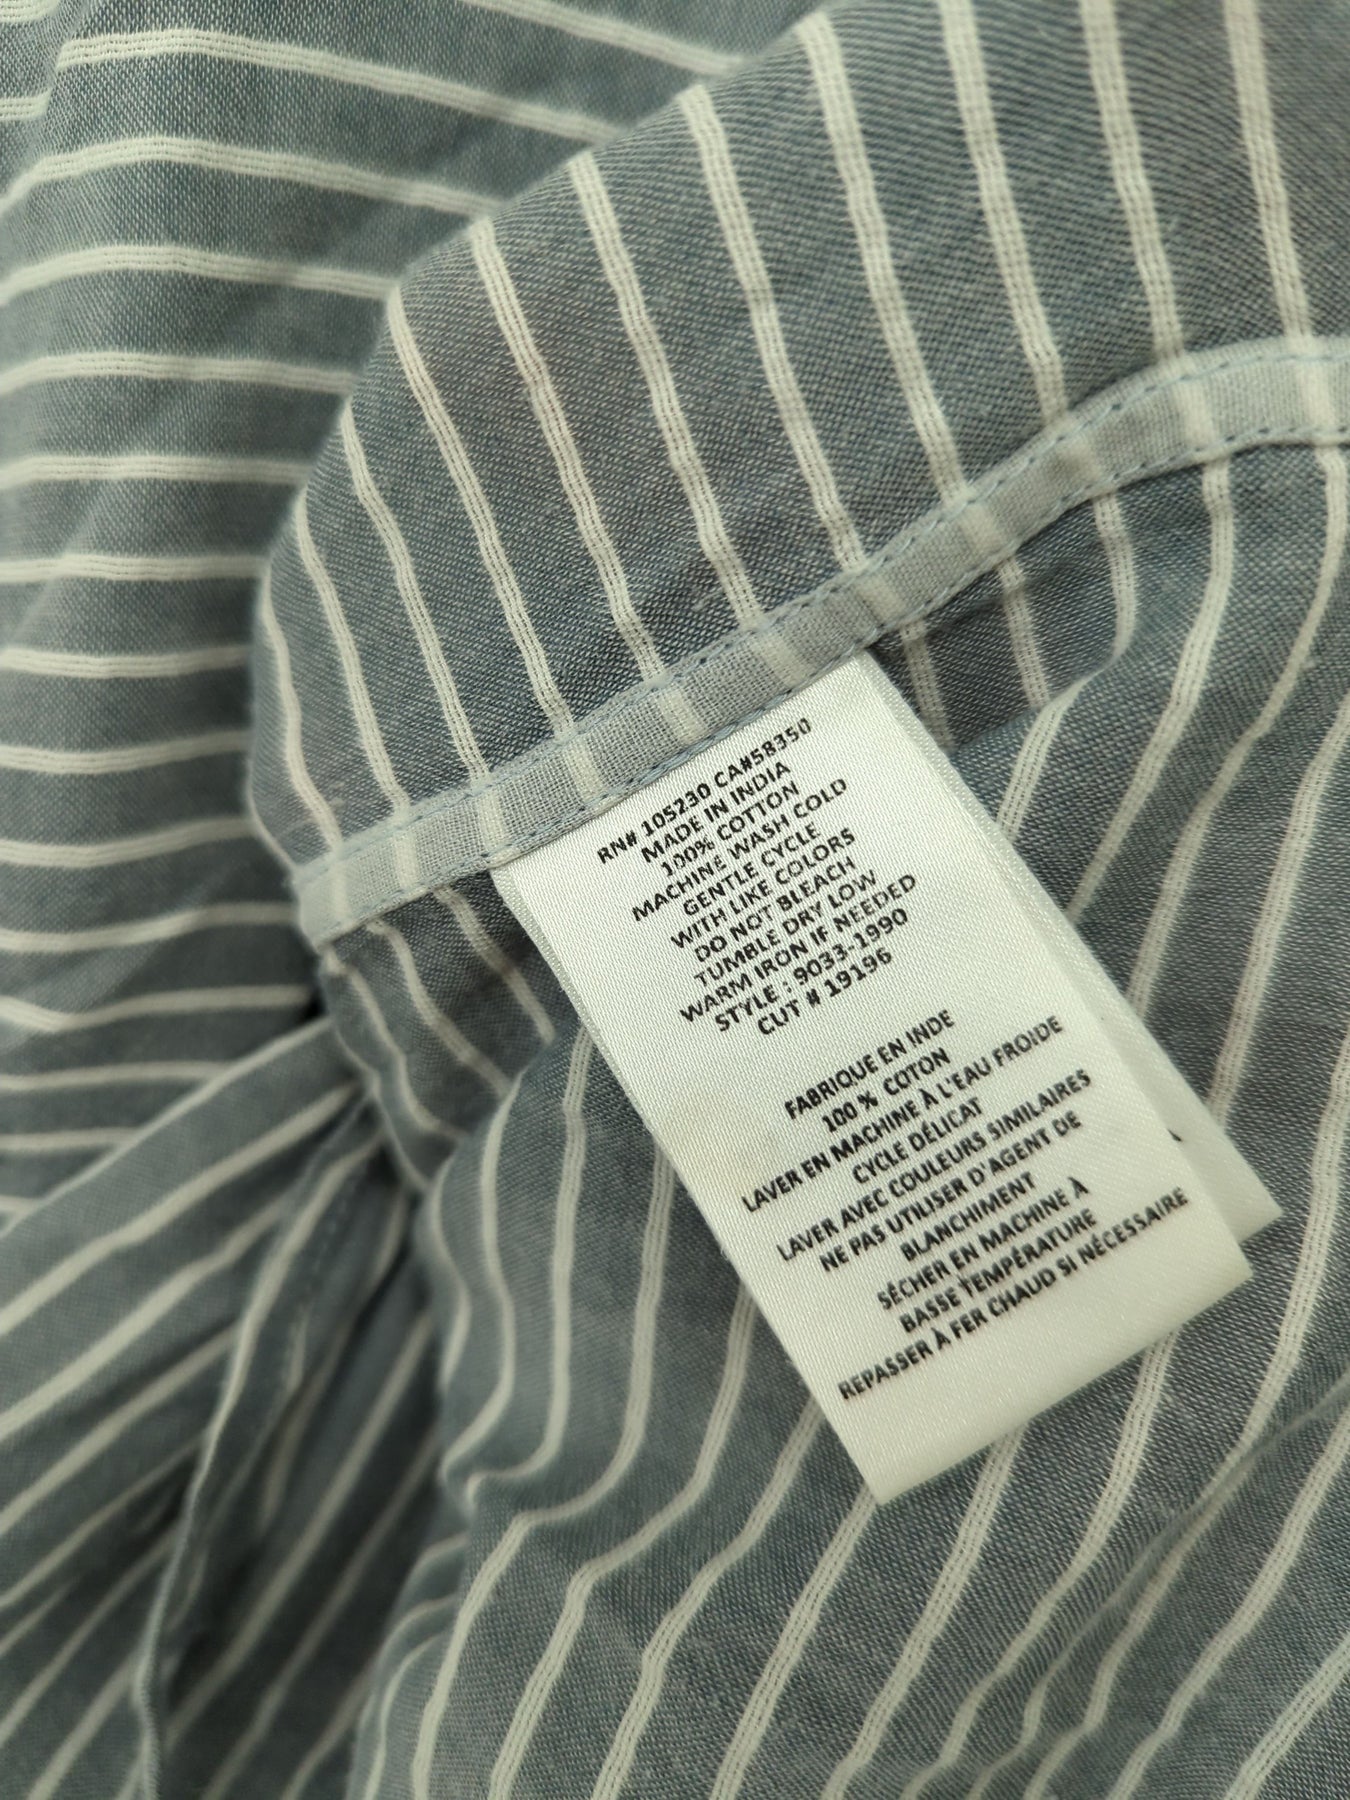 RN# 105230 CA#58350
MADE IN INDIA
100% COTTON
MACHINE WASH COLD
GENTLE CYCLE
WITH LIKE COLORS
DO NOT BLEACH
TUMBLE DRY LOW
WARM IRON IF NEEDED
STYLE : 9033-1990
CUT # 19196
FABRIQUE EN INDE
100 % COTON
LAVER EN MACHINE À L'EAU FROIDE
CYCLE DÉLICAT
LAVER AVEC COULEURS SIMILAIRES
NE PAS UTILISER D'AGENT DE
BLANCHIMENT
SÉCHER EN MACHINE À
BASSE TEMPÉRATURE
REPASSER À FER CHAUD SI NÉCESSAIRE